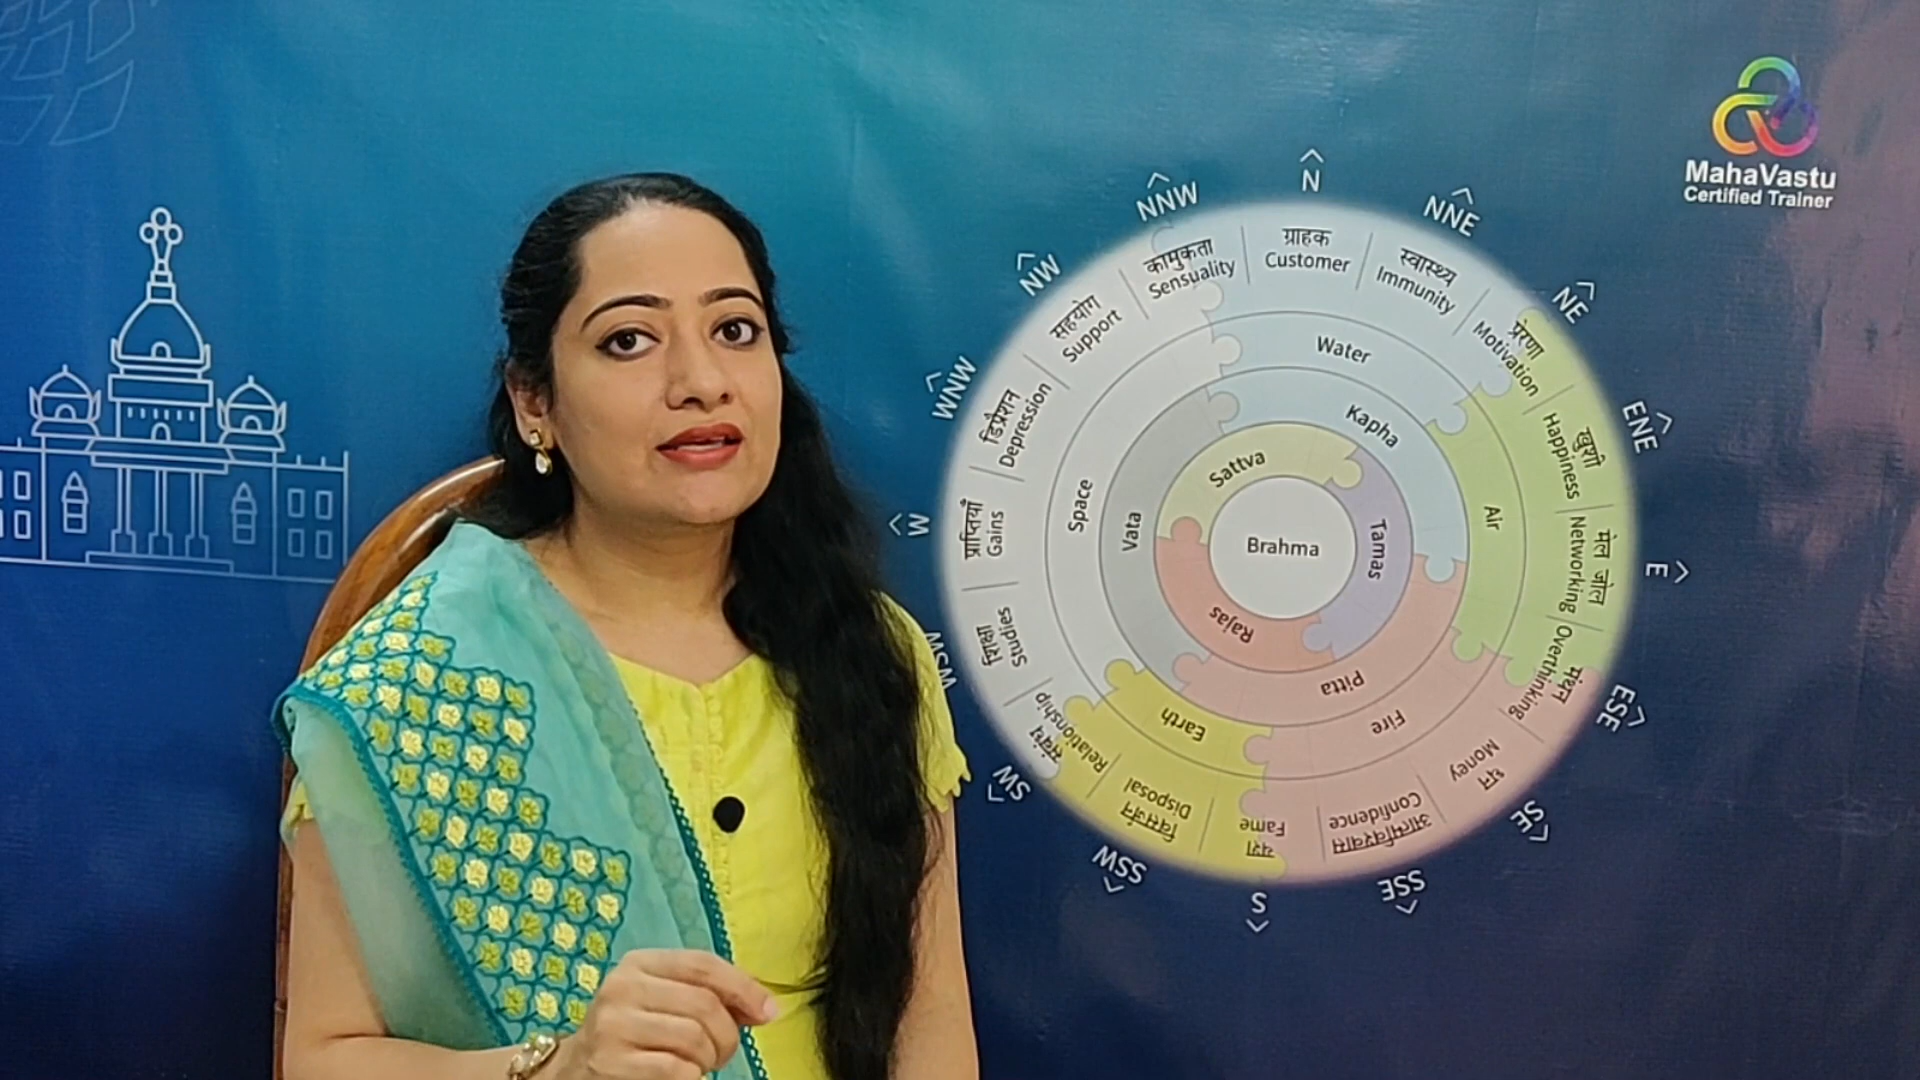 MahaVastu
Certified Trainer
N
NNE
NE
ENE
E
ESE
SE
SSE
S
SSW
SW
WSW
W
WNW
NW
NNW
ग्राहक
Customer
स्वास्थ्य
Immunity
प्रेरणा
Motivation
खुशी
Happiness
मेल जोल
Networking
मंथन
Overthinking
धन
Money
आत्मविश्वास
Confidence
यश
Fame
विसर्जन
Disposal
संबंध
Relationship
शिक्षा
Studies
प्राप्तियाँ
Gains
डिप्रैशन
Depression
सहयोग
Support
कामुकता
Sensuality
Water
Air
Fire
Earth
Space
Kapha
Pitta
Vata
Sattva
Tamas
Rajas
Brahma